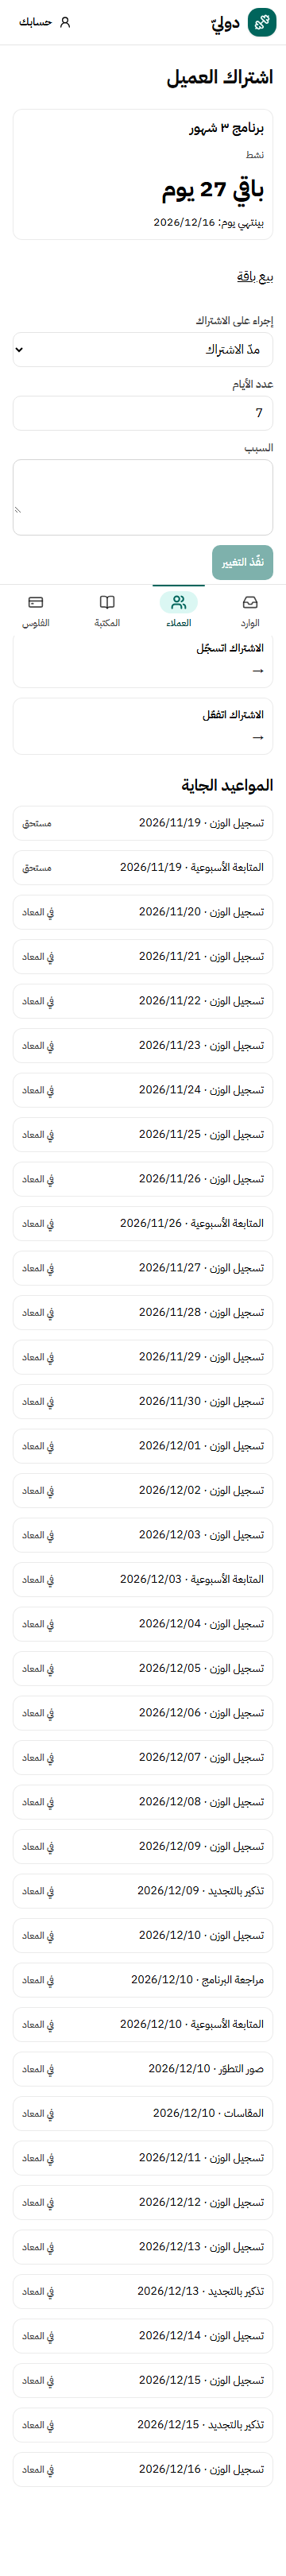 دوليّ
حسابك
اشتراك العميل
برنامج ٣ شهور
نشط
باقي 27 يوم
بينتهي يوم: 2026/12/16
بيع باقة
إجراء على الاشتراك
مدّ الاشتراك
عدد الأيام
7
السبب
نفّذ التغيير
الوارد
العملاء
المكتبة
الفلوس
الاشتراك اتسجّل
←
الاشتراك اتفعّل
←
المواعيد الجاية
تسجيل الوزن · 2026/11/19 مستحق
المتابعة الأسبوعية · 2026/11/19 مستحق
تسجيل الوزن · 2026/11/20 في المعاد
تسجيل الوزن · 2026/11/21 في المعاد
تسجيل الوزن · 2026/11/22 في المعاد
تسجيل الوزن · 2026/11/23 في المعاد
تسجيل الوزن · 2026/11/24 في المعاد
تسجيل الوزن · 2026/11/25 في المعاد
تسجيل الوزن · 2026/11/26 في المعاد
المتابعة الأسبوعية · 2026/11/26 في المعاد
تسجيل الوزن · 2026/11/27 في المعاد
تسجيل الوزن · 2026/11/28 في المعاد
تسجيل الوزن · 2026/11/29 في المعاد
تسجيل الوزن · 2026/11/30 في المعاد
تسجيل الوزن · 2026/12/01 في المعاد
تسجيل الوزن · 2026/12/02 في المعاد
تسجيل الوزن · 2026/12/03 في المعاد
المتابعة الأسبوعية · 2026/12/03 في المعاد
تسجيل الوزن · 2026/12/04 في المعاد
تسجيل الوزن · 2026/12/05 في المعاد
تسجيل الوزن · 2026/12/06 في المعاد
تسجيل الوزن · 2026/12/07 في المعاد
تسجيل الوزن · 2026/12/08 في المعاد
تسجيل الوزن · 2026/12/09 في المعاد
تذكير بالتجديد · 2026/12/09 في المعاد
تسجيل الوزن · 2026/12/10 في المعاد
مراجعة البرنامج · 2026/12/10 في المعاد
المتابعة الأسبوعية · 2026/12/10 في المعاد
صور التطوّر · 2026/12/10 في المعاد
المقاسات · 2026/12/10 في المعاد
تسجيل الوزن · 2026/12/11 في المعاد
تسجيل الوزن · 2026/12/12 في المعاد
تسجيل الوزن · 2026/12/13 في المعاد
تذكير بالتجديد · 2026/12/13 في المعاد
تسجيل الوزن · 2026/12/14 في المعاد
تسجيل الوزن · 2026/12/15 في المعاد
تذكير بالتجديد · 2026/12/15 في المعاد
تسجيل الوزن · 2026/12/16 في المعاد